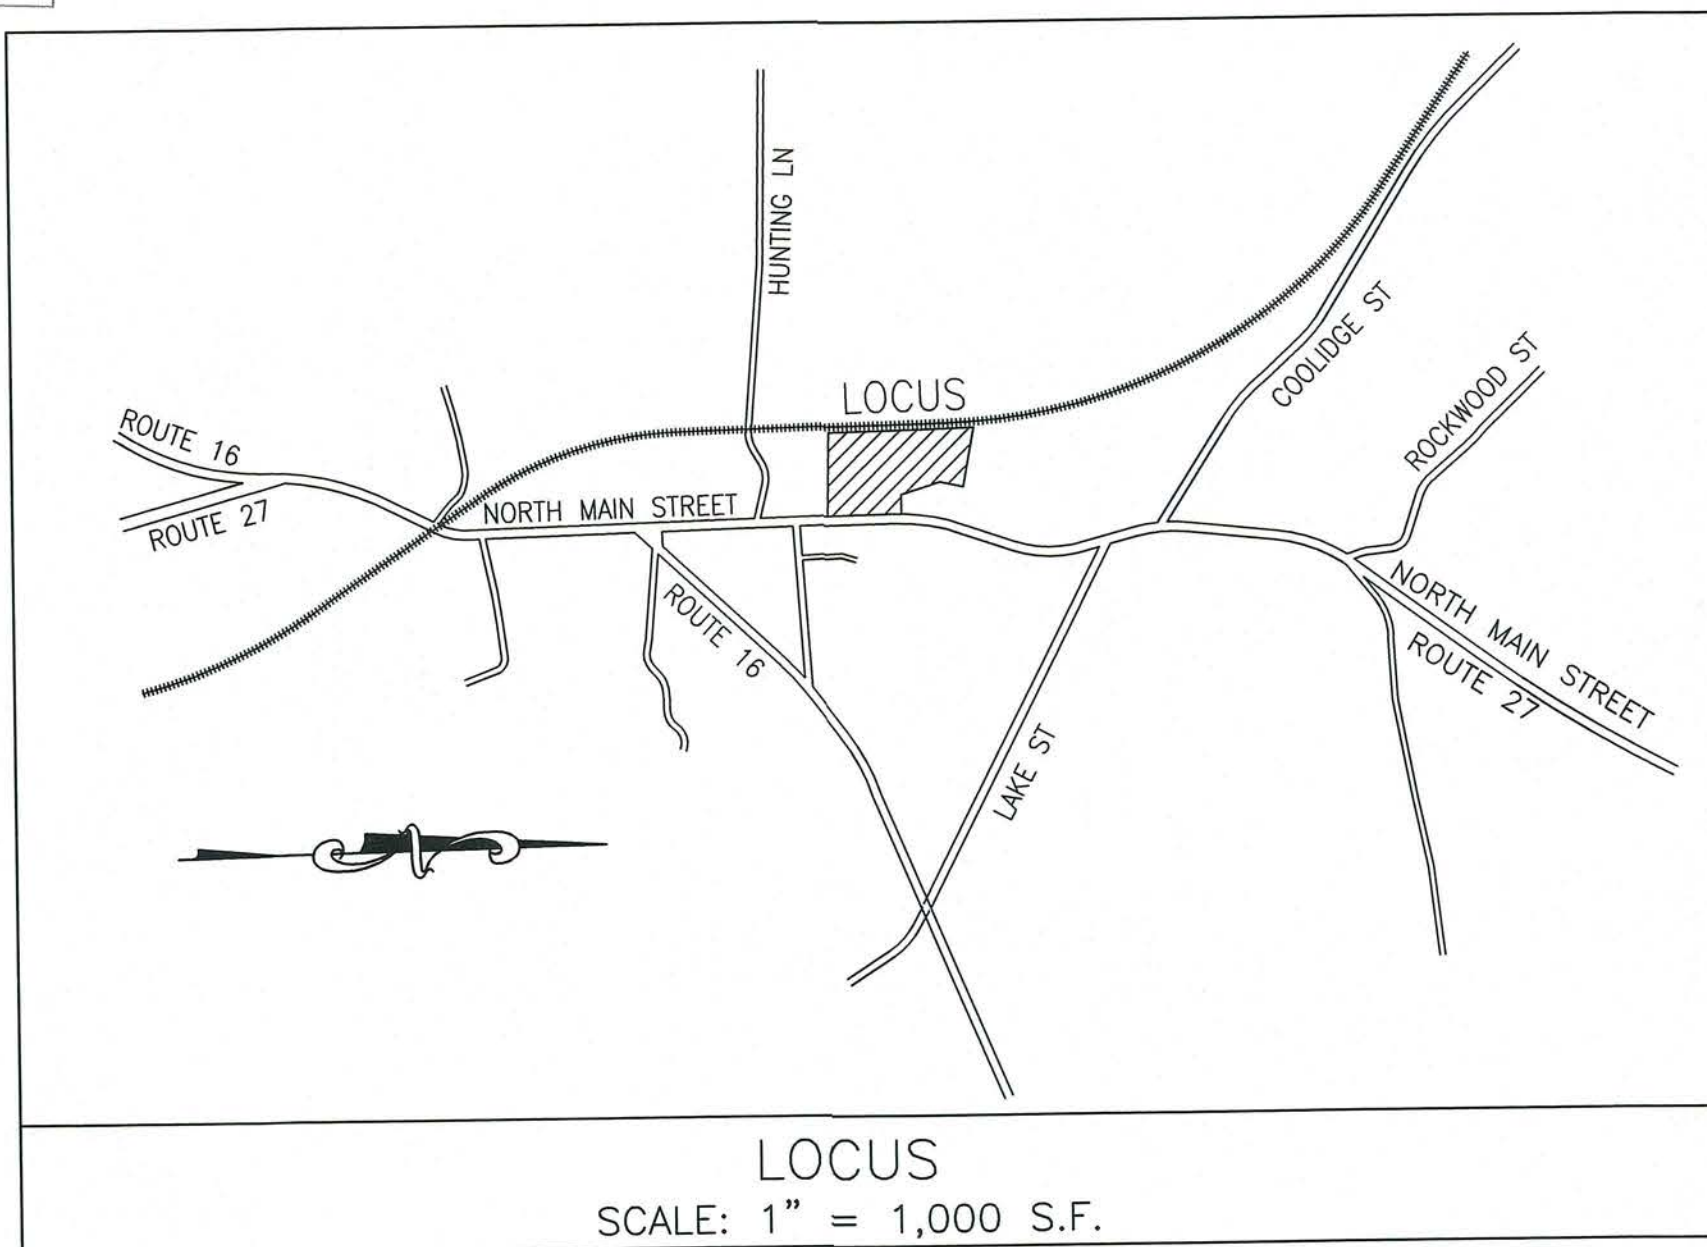 HUNTING LN
LOCUS
COOLIDGE ST
ROCKWOOD ST
ROUTE 16
ROUTE 27
NORTH MAIN STREET
ROUTE 16
NORTH MAIN STREET
ROUTE 27
LAKE ST
LOCUS
SCALE: 1" = 1,000 S.F.